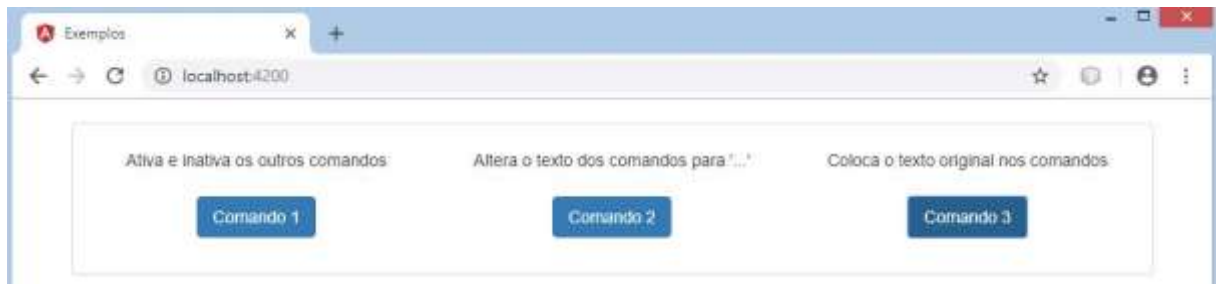 Exemplos
localhost:4200
Ativa e inativa os outros comandos
Altera o texto dos comandos para '...'
Coloca o texto original nos comandos
Comando 1
Comando 2
Comando 3